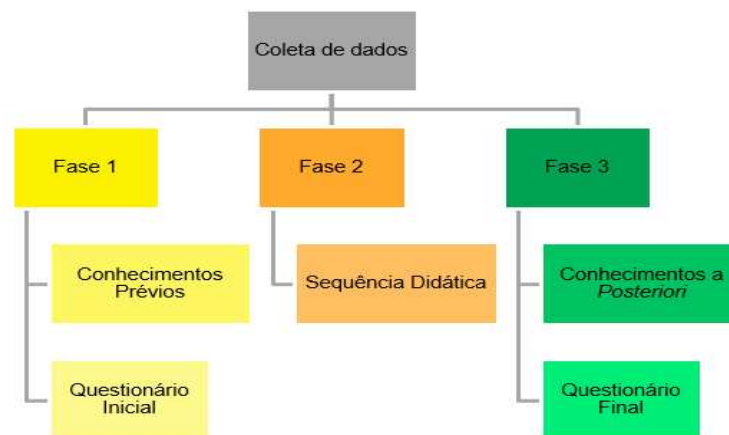 Coleta de dados
Fase 1
Fase 2
Fase 3
Conhecimentos
Prévios
Sequência Didática
Conhecimentos a
Posteriori
Questionário
Inicial
Questionário
Final